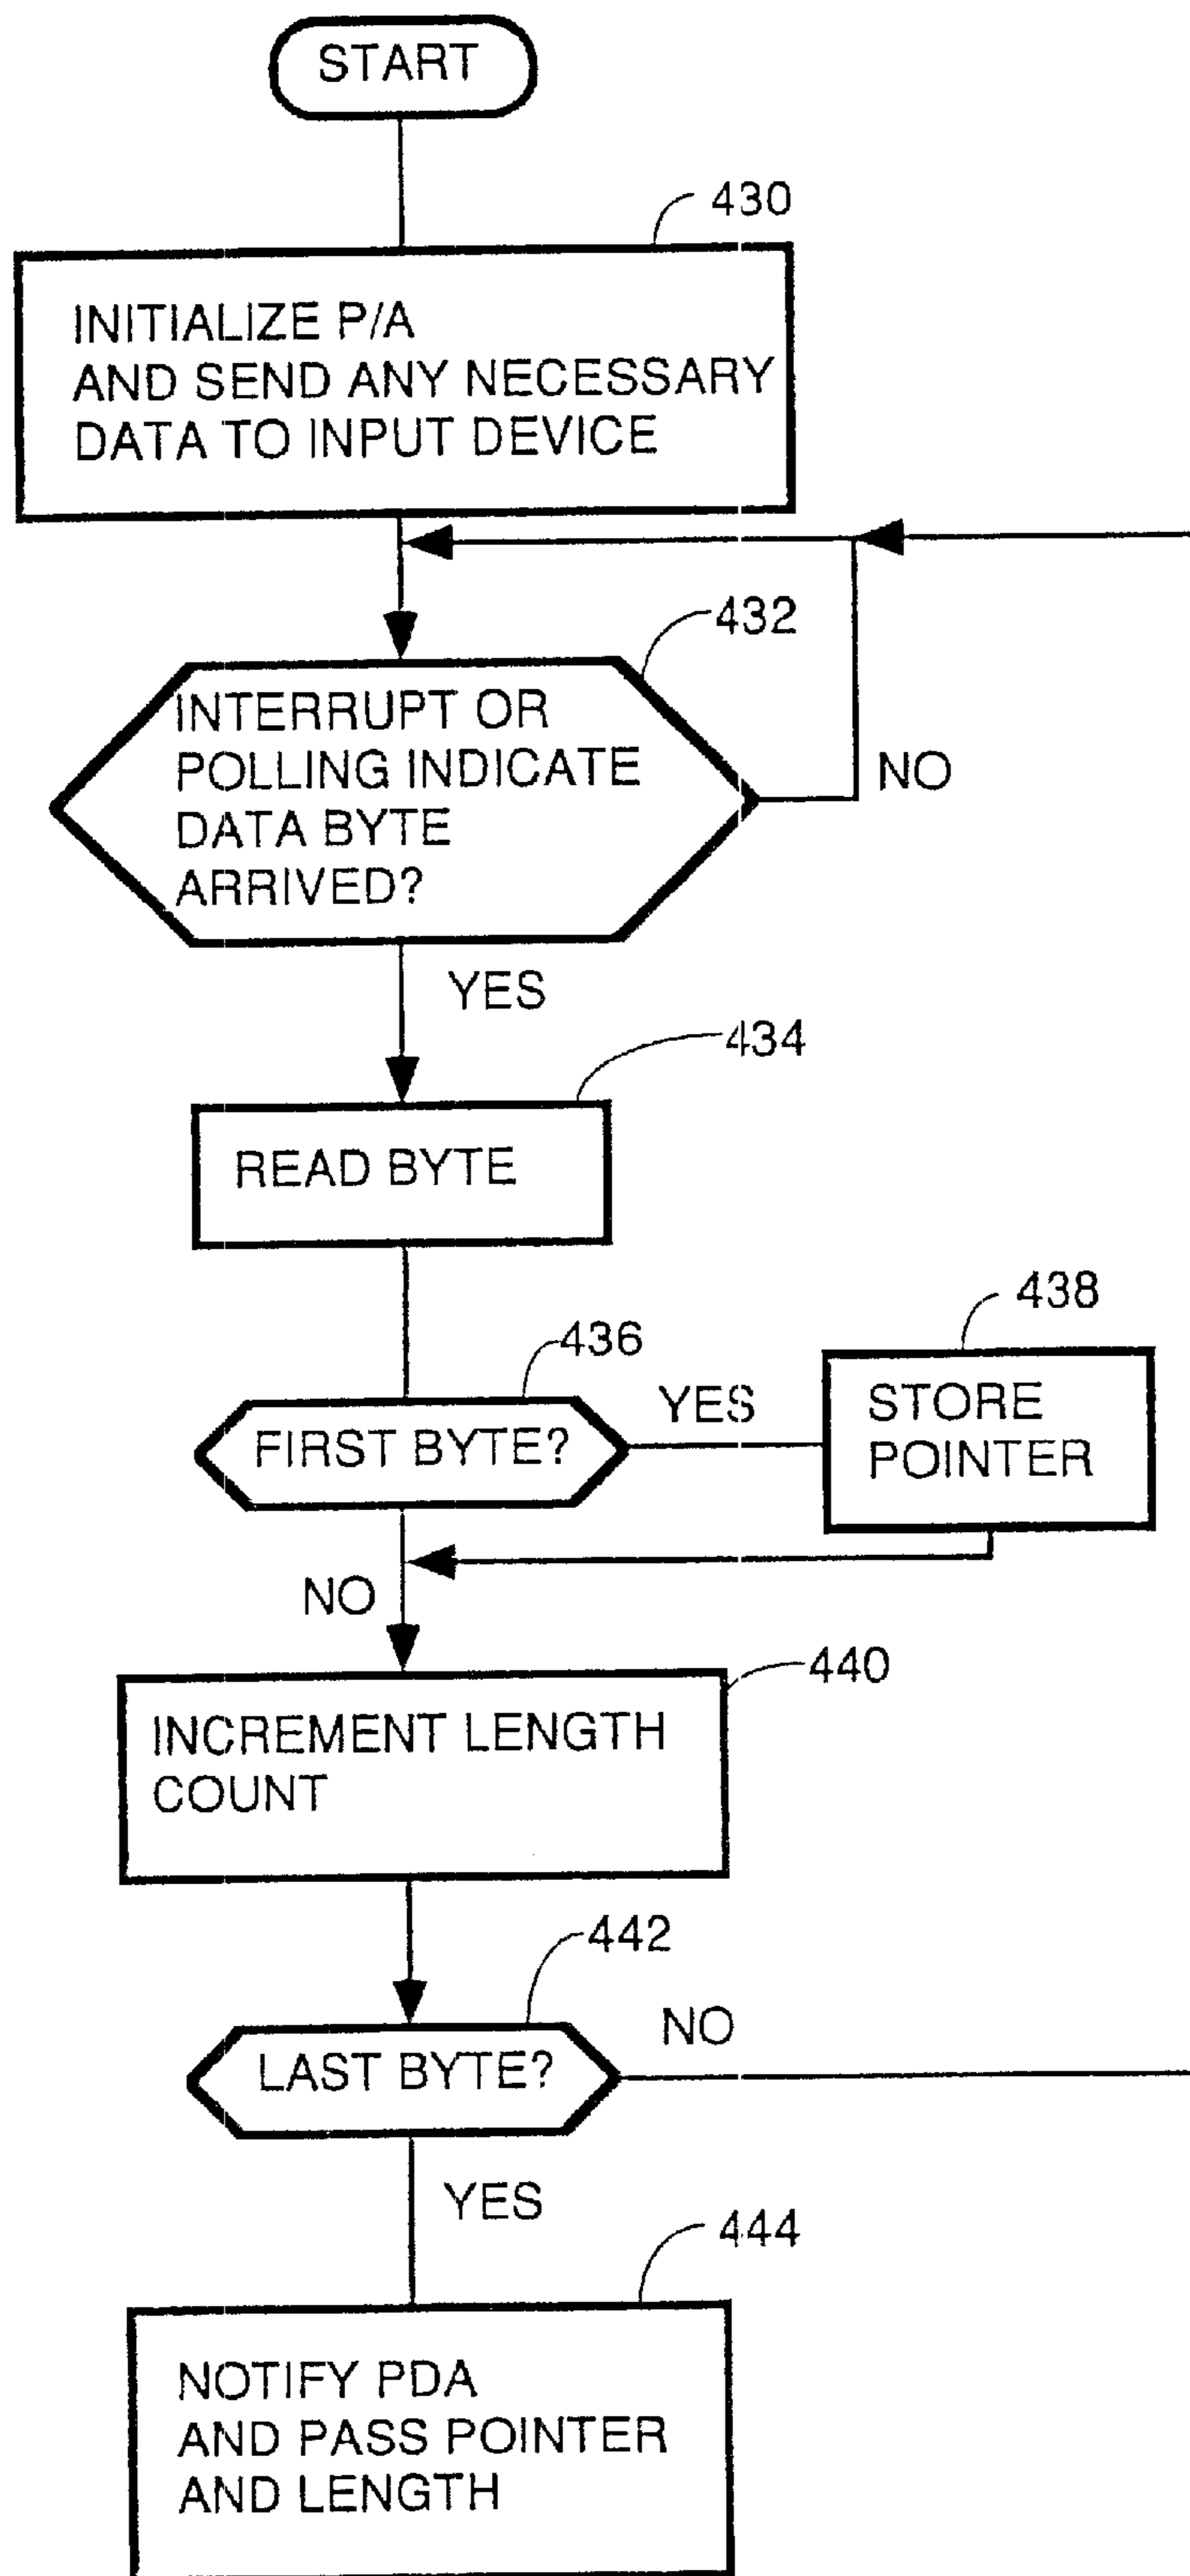 START
430
INITIALIZE P/A
AND SEND ANY NECESSARY
DATA TO INPUT DEVICE
432
INTERRUPT OR
POLLING INDICATE
DATA BYTE
ARRIVED?
NO
YES
434
READ BYTE
436
438
FIRST BYTE?
YES
STORE
POINTER
NO
440
INCREMENT LENGTH
COUNT
442
LAST BYTE?
NO
YES
444
NOTIFY PDA
AND PASS POINTER
AND LENGTH